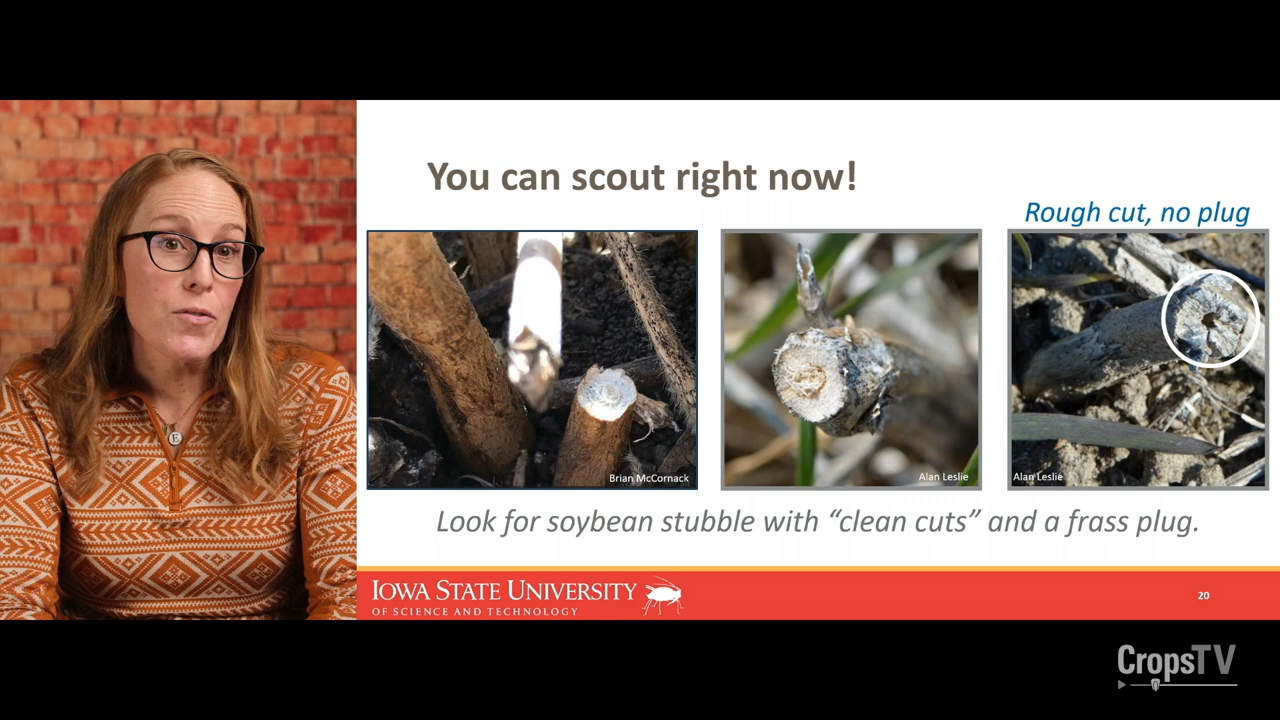 You can scout right now!
Rough cut, no plug
Brian McCornack
Alan Leslie
Alan Leslie
Look for soybean stubble with “clean cuts” and a frass plug.
IOWA STATE UNIVERSITY
OF SCIENCE AND TECHNOLOGY
20
E
CropsTV